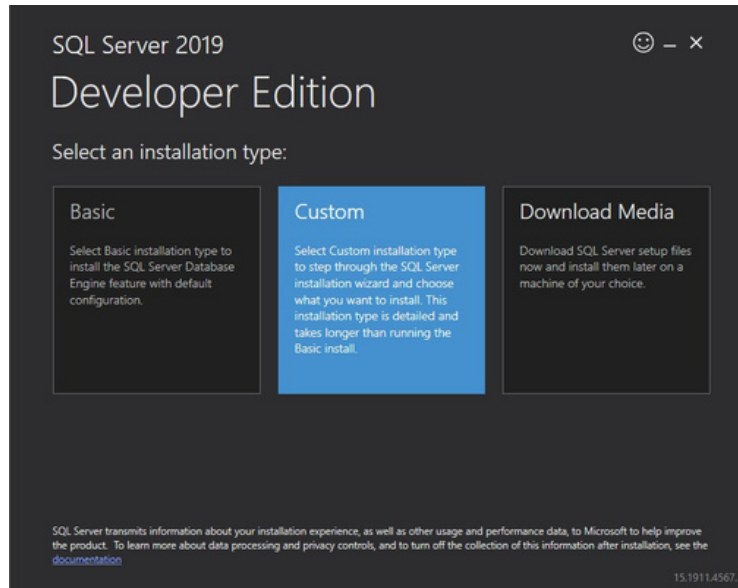 SQL Server 2019
Developer Edition
Select an installation type:
Basic
Select Basic installation type to
install the SQL Server Database
Engine feature with default
configuration.
Custom
Select Custom installation type
to step through the SQL Server
installation wizard and choose
what you want to install. This
installation type is detailed and
takes longer than running the
Basic install.
Download Media
Download SQL Server setup files
now and install them later on a
machine of your choice.
SQL Server transmits information about your installation experience, as well as other usage and performance data, to Microsoft to help improve
the product. To learn more about data processing and privacy controls, and to turn off the collection of this information after installation, see the
documentation
15.1911.4567.